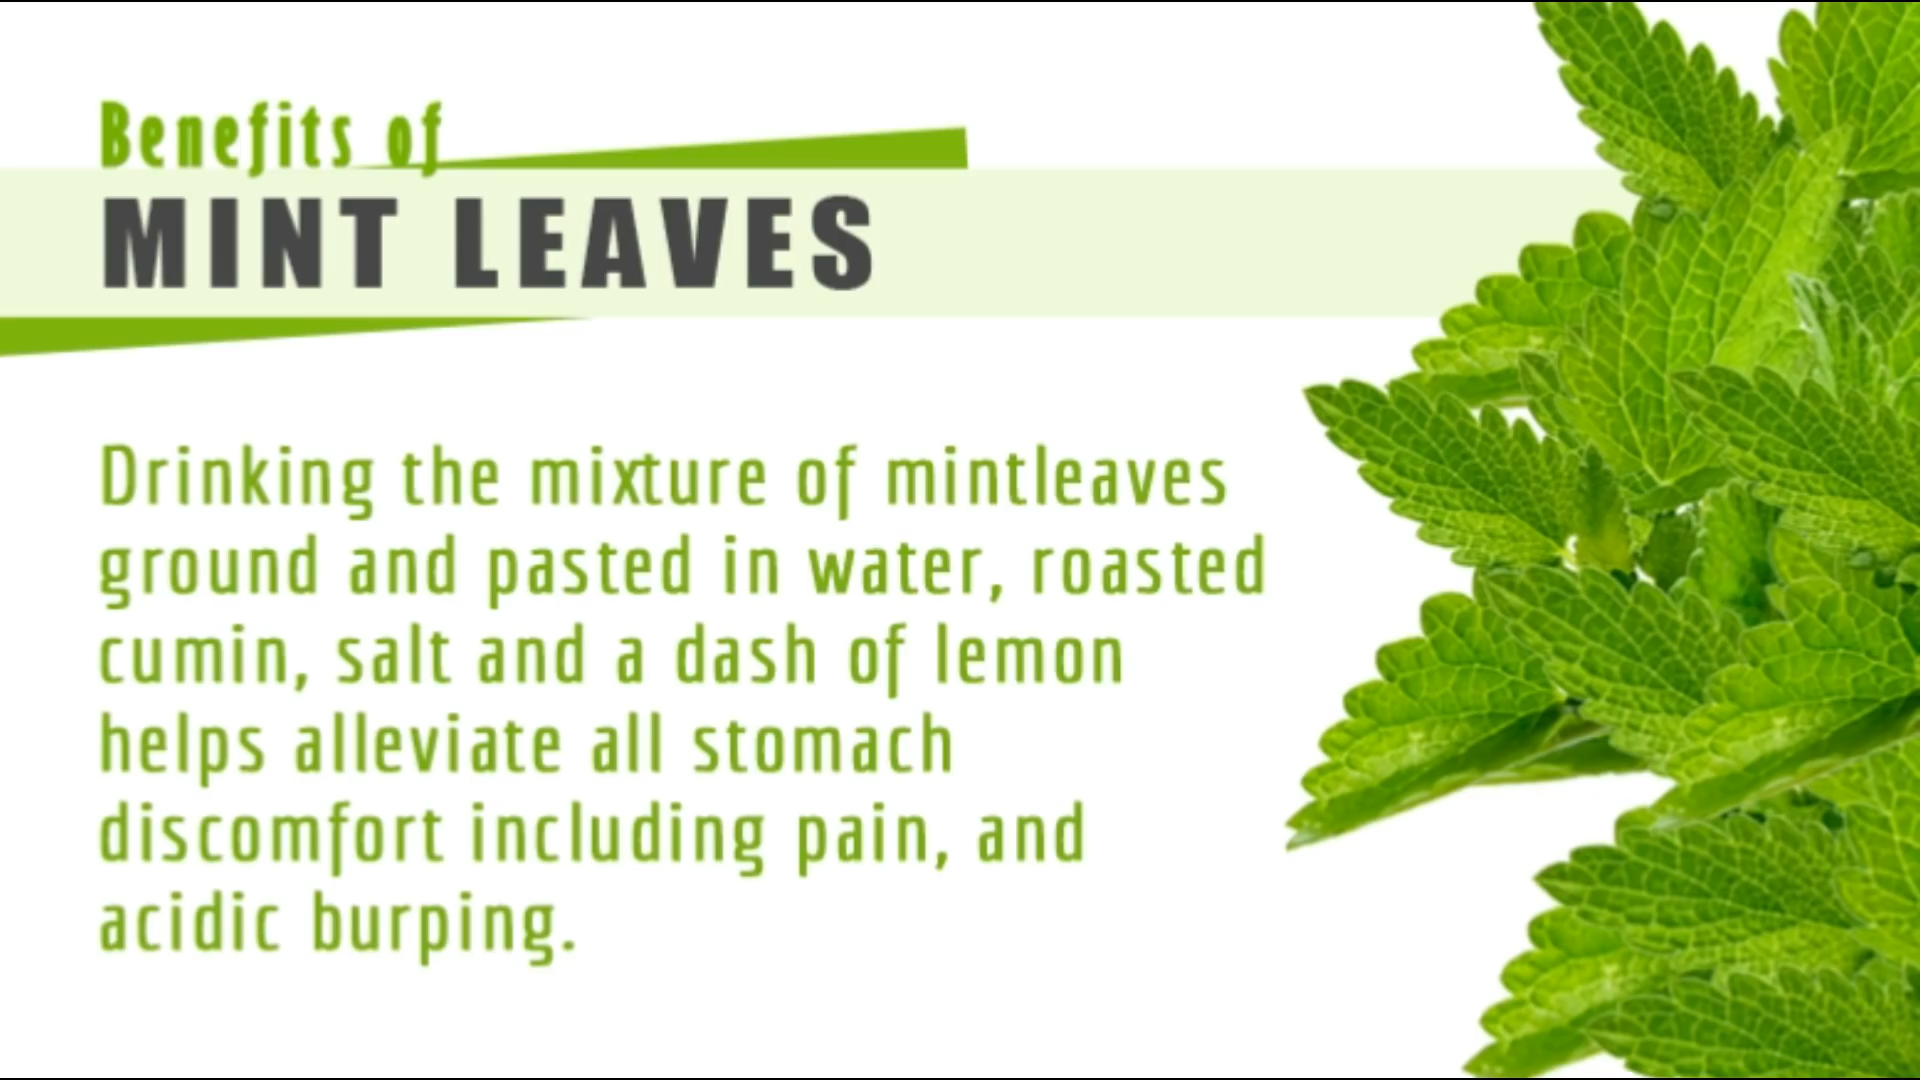 Benefits of
MINT LEAVES
Drinking the mixture of mintleaves
ground and pasted in water, roasted
cumin, salt and a dash of lemon
helps alleviate all stomach
discomfort including pain, and
acidic burping.